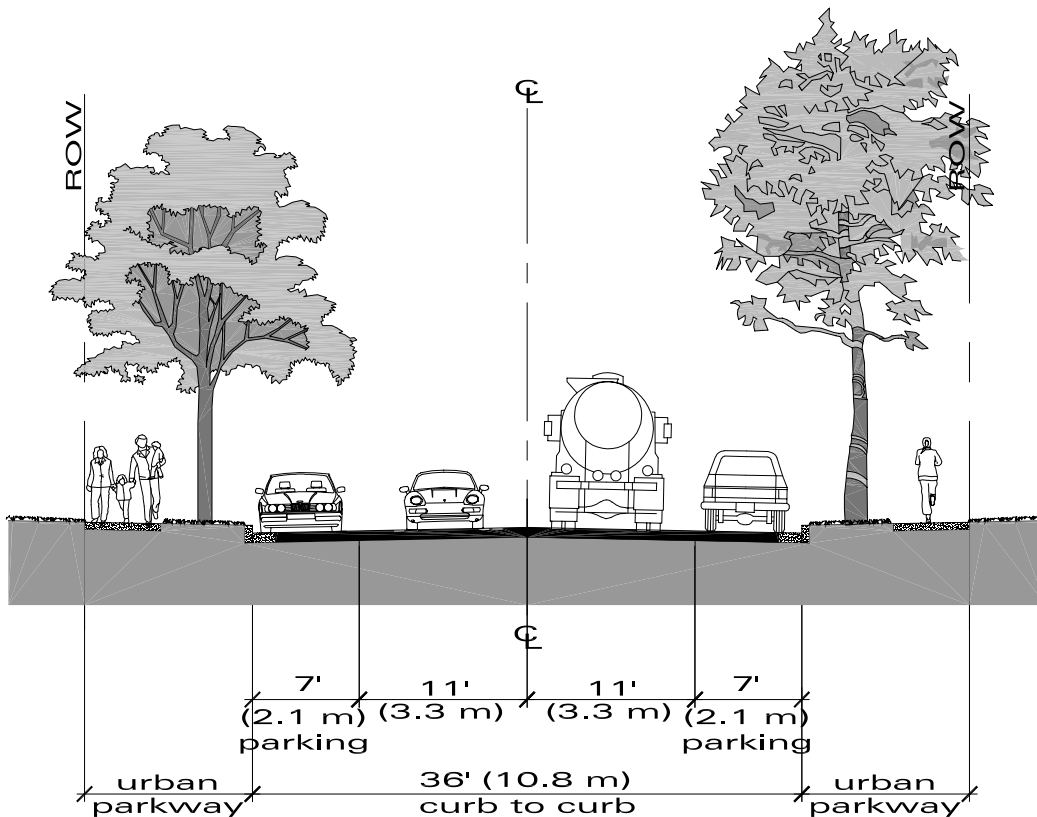 ℄
ROW
ROW
℄
7' 11' 11' 7'
(2.1 m) (3.3 m) (3.3 m) (2.1 m)
parking parking
urban 36' (10.8 m) urban
parkway curb to curb parkway